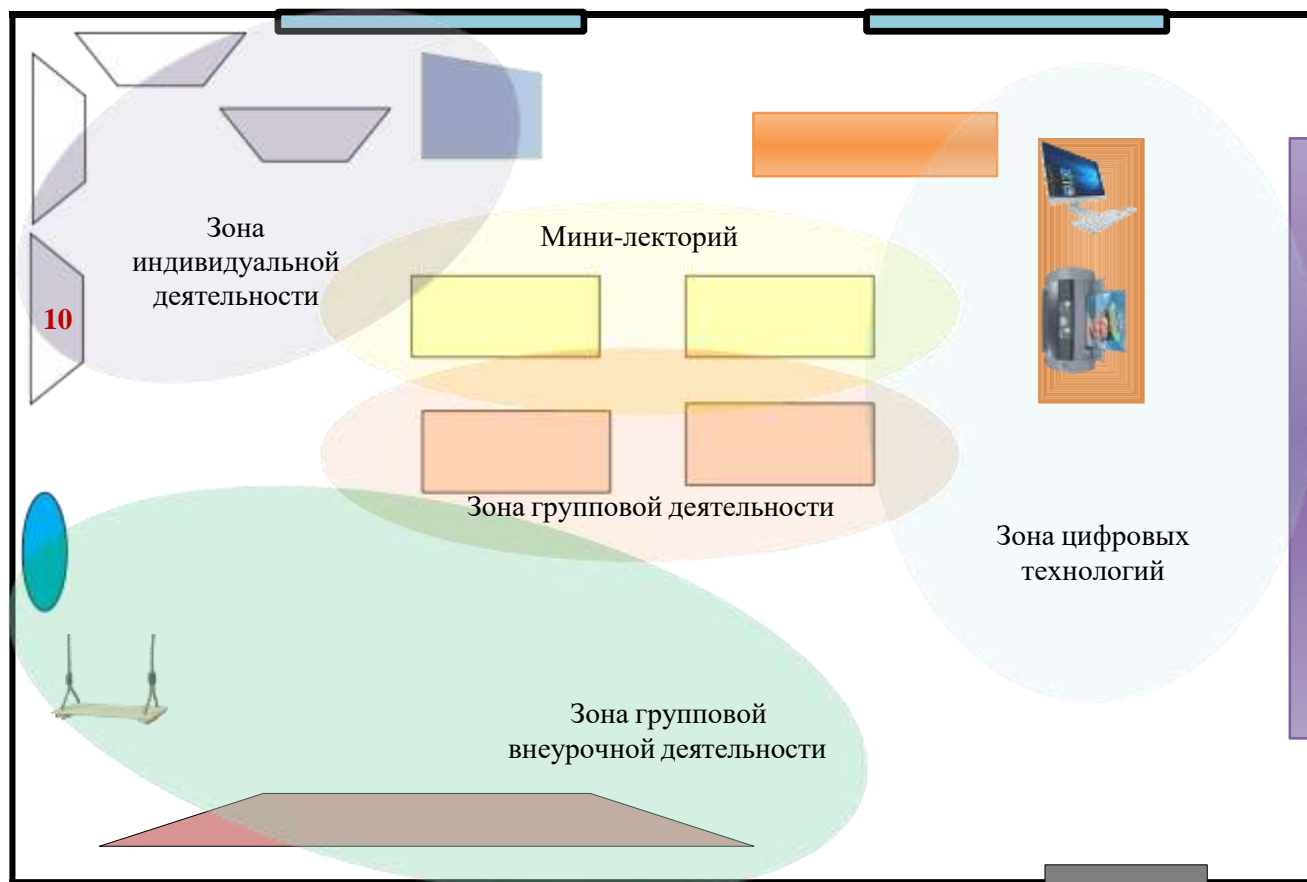 Зона
индивидуальной
деятельности
10
Мини-лекторий
Зона групповой деятельности
Зона цифровых
технологий
Зона групповой
внеурочной деятельности